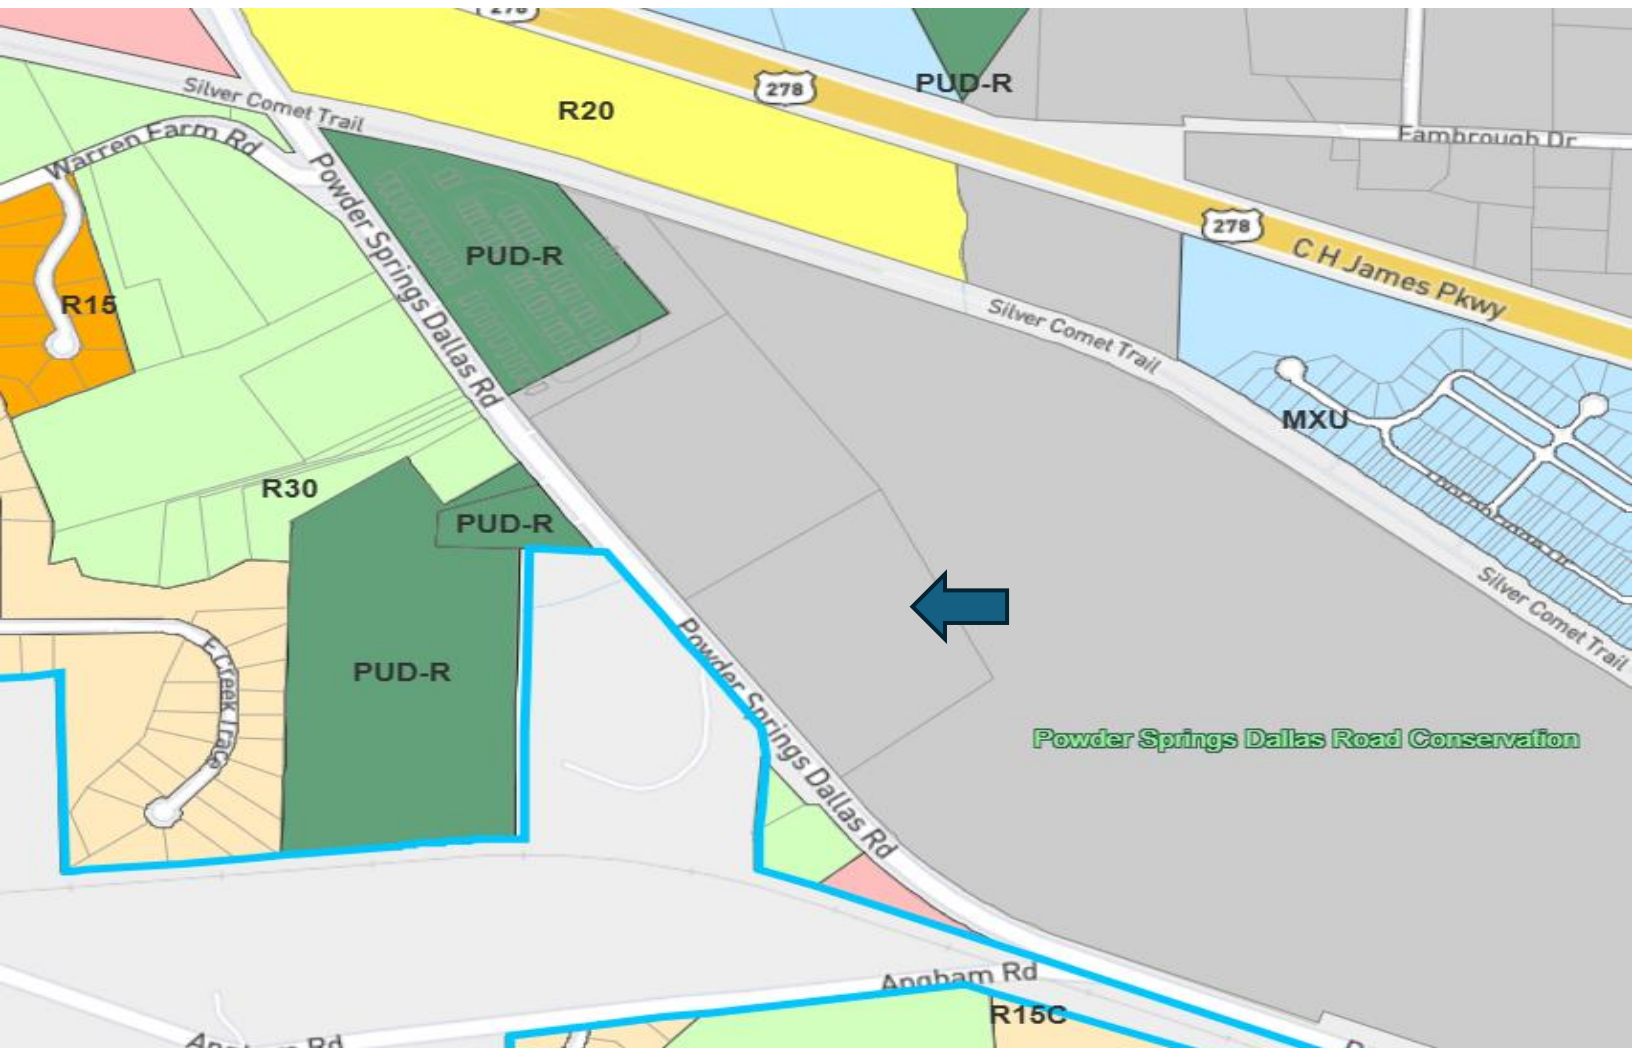 278
Silver Comet Trail
R20
278
PUD-R
Fambrough Dr
Warren Farm Rd
Powder Springs Dallas Rd
PUD-R
278
C H James Pkwy
R15
Silver Comet Trail
MXU
R30
PUD-R
Silver Comet Trail
PUD-R
Powder Springs Dallas Rd
Powder Springs Dallas Road Conservation
Angham Rd
R15C
Angham Rd